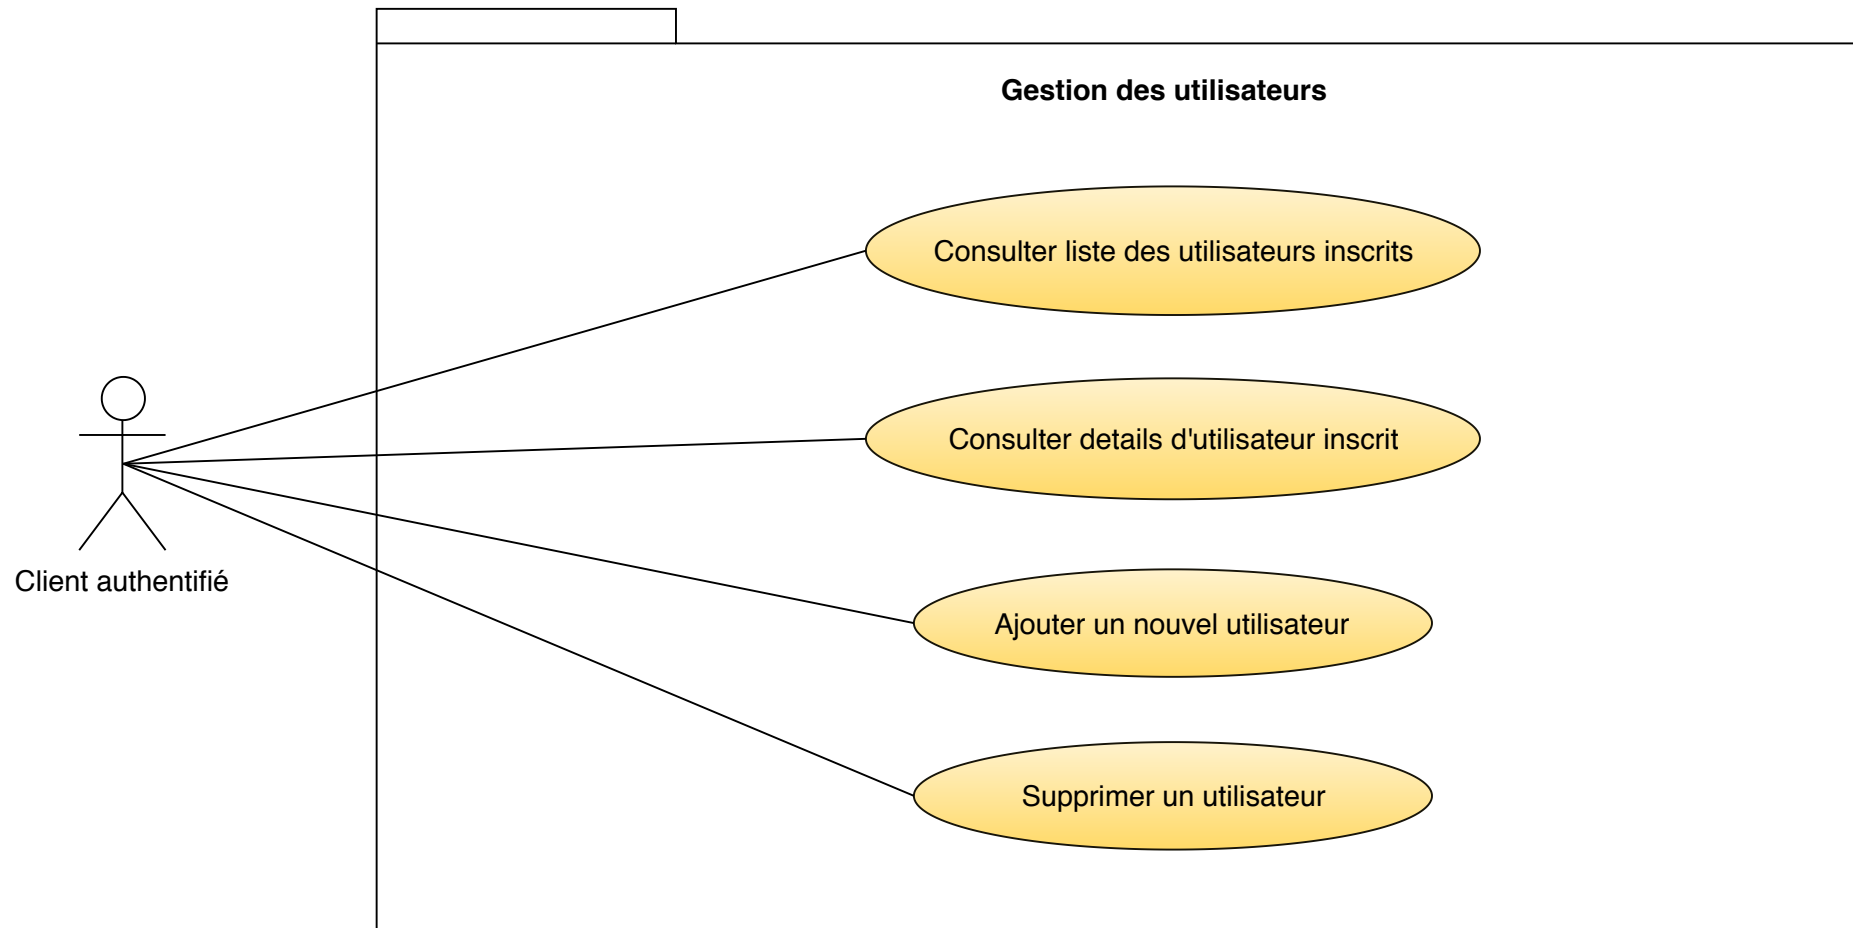 Gestion des utilisateurs
Consulter liste des utilisateurs inscrits
Consulter details d'utilisateur inscrit
Client authentifié
Ajouter un nouvel utilisateur
Supprimer un utilisateur